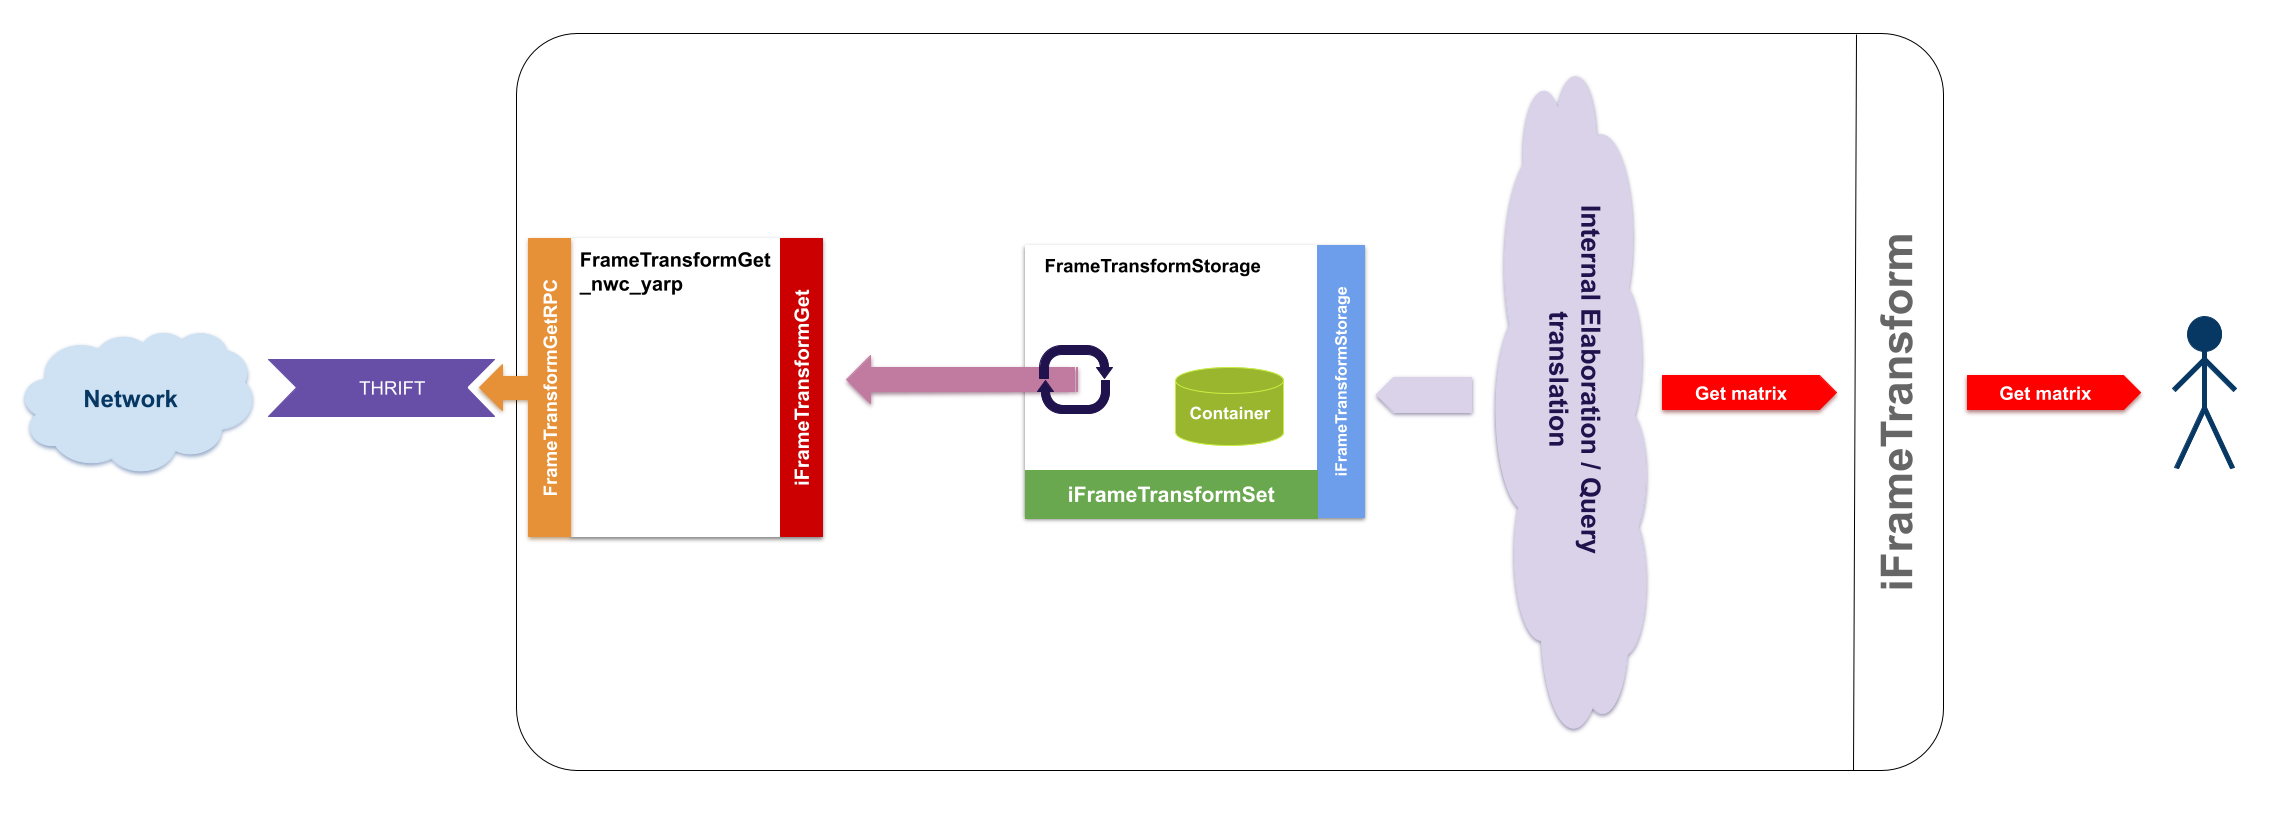 Network
THRIFT
FrameTransformGetRPC
FrameTransformGet
_nwc_yarp
iFrameTransformGet
FrameTransformStorage
Container
iFrameTransformSet
iFrameTransformStorage
Internal Elaboration / Query
translation
Get matrix
iFrameTransform
Get matrix